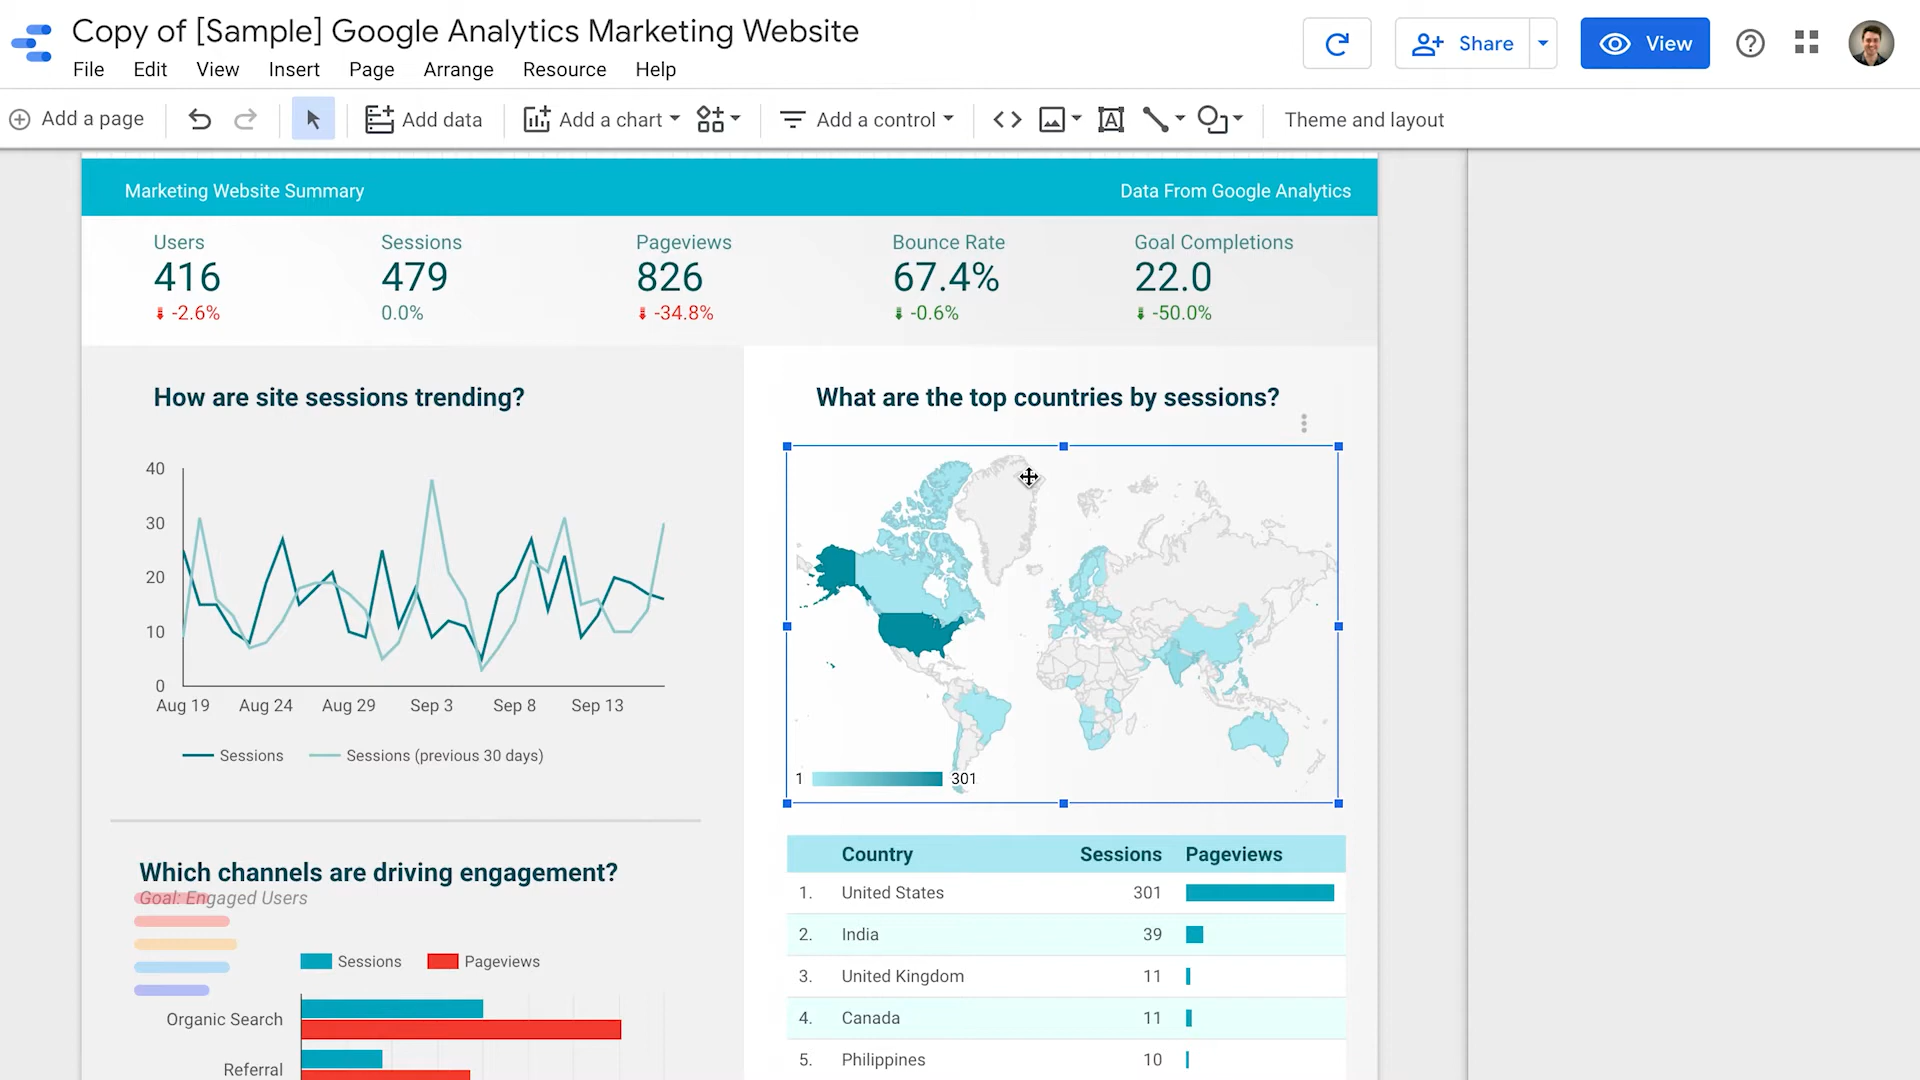 Copy of [Sample] Google Analytics Marketing Website
File Edit View Insert Page Arrange Resource Help
Share View
Add a page Add data Add a chart Add a control Theme and layout
Marketing Website Summary Data From Google Analytics
Users Sessions Pageviews Bounce Rate Goal Completions
416 479 826 67.4% 22.0
-2.6% 0.0% -34.8% -0.6% -50.0%
How are site sessions trending?
40
30
20
10
0
Aug 19 Aug 24 Aug 29 Sep 3 Sep 8 Sep 13
Sessions Sessions (previous 30 days)
What are the top countries by sessions?
1 301
Which channels are driving engagement?
Goal: Engaged Users
Sessions Pageviews
Organic Search
Referral
Country Sessions Pageviews
1. United States 301
2. India 39
3. United Kingdom 11
4. Canada 11
5. Philippines 10